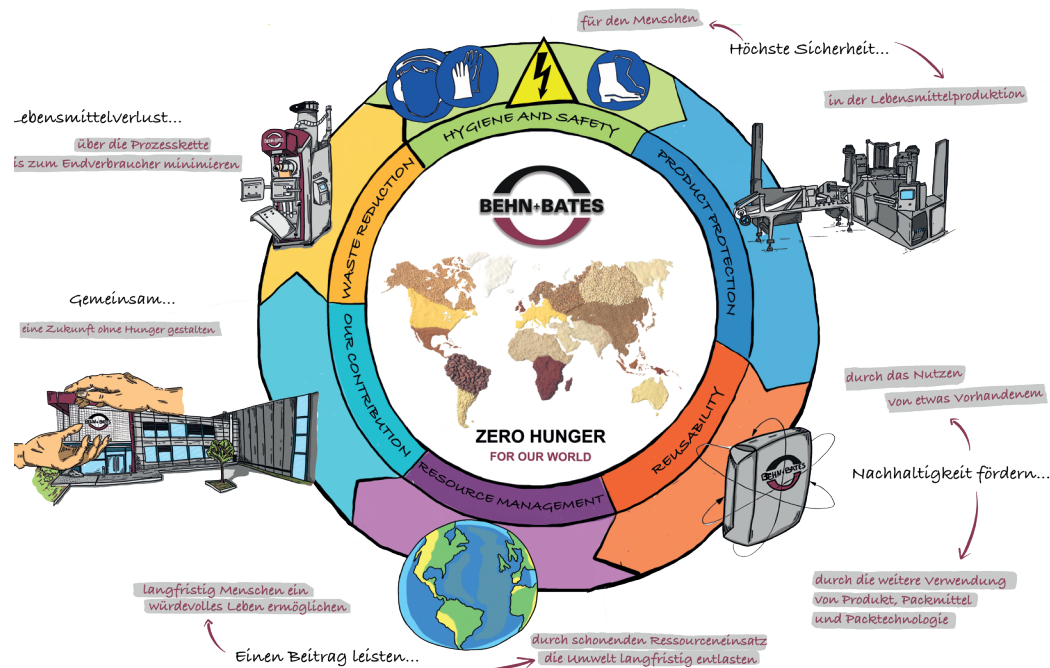 für den Menschen
Höchste Sicherheit...
in der Lebensmittelproduktion
HYGIENE AND SAFETY
PRODUCT PROTECTION
REUSABILITY
RESOURCE MANAGEMENT
OUR CONTRIBUTION
WASTE REDUCTION
ebensmittelverlust...
über die Prozesskette
is zum Endverbraucher minimieren
BEHN+BATES
BEHN+BATES
ZERO HUNGER
FOR OUR WORLD
Gemeinsam...
eine Zukunft ohne Hunger gestalten
BEHN+BATES
durch das Nutzen
von etwas Vorhandenem
BEHN+BATES
Nachhaltigkeit fördern...
durch die weitere Verwendung
von Produkt, Packmittel
und Packtechnologie
langfristig Menschen ein
würdevolles Leben ermöglichen
Einen Beitrag leisten...
durch schonenden Ressourceneinsatz
die Umwelt langfristig entlasten